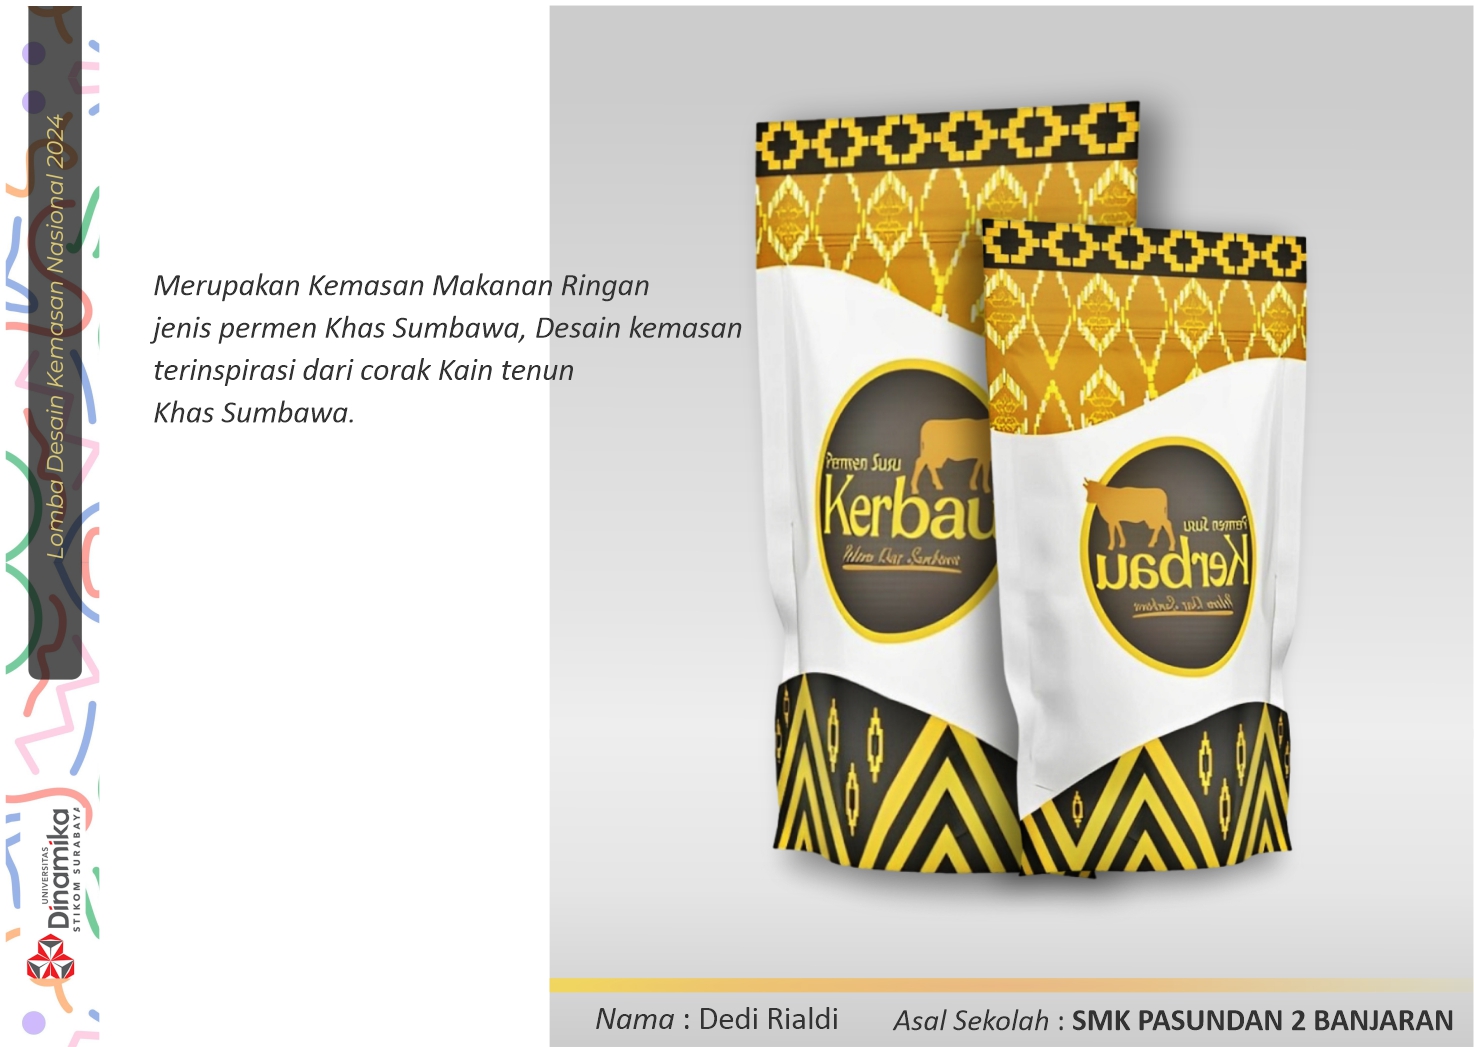 Lomba Desain Kemasan Nasional 2024
UNIVERSITAS
Dinamika
STIKOM SURABAYA
Merupakan Kemasan Makanan Ringan
jenis permen Khas Sumbawa, Desain kemasan
terinspirasi dari corak Kain tenun
Khas Sumbawa.
Permen Susu
Kerbau
Permen Susu
Kerbau
Nama : Dedi Rialdi
Asal Sekolah : SMK PASUNDAN 2 BANJARAN